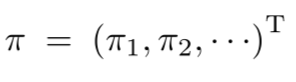 π = (π₁, π₂, ⋯)ᵀ